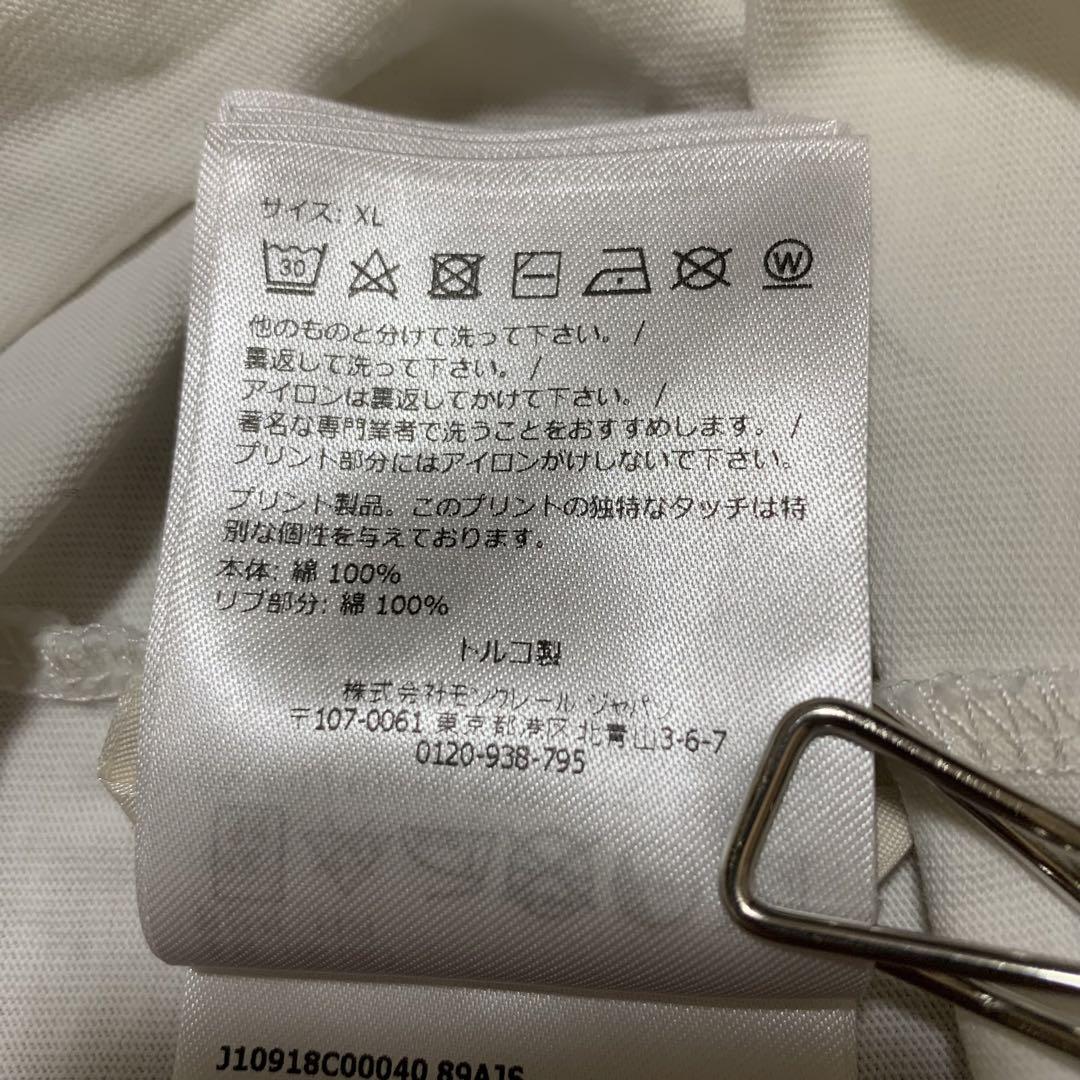 サイズ: XL
30 W
他のものと分けて洗って下さい。 /
裏返して洗って下さい。 /
アイロンは裏返してかけて下さい。 /
著名な専門業者で洗うことをおすすめします。 /
プリント部分にはアイロンがけしないで下さい。
プリント製品。このプリントの独特なタッチは特
別な個性を与えております。
本体: 綿 100%
リブ部分: 綿 100%
トルコ製
株式会社モンクレール ジャパン
〒107-0061 東京都港区北青山3-6-7
0120-938-795
J10918C00040 89AJS